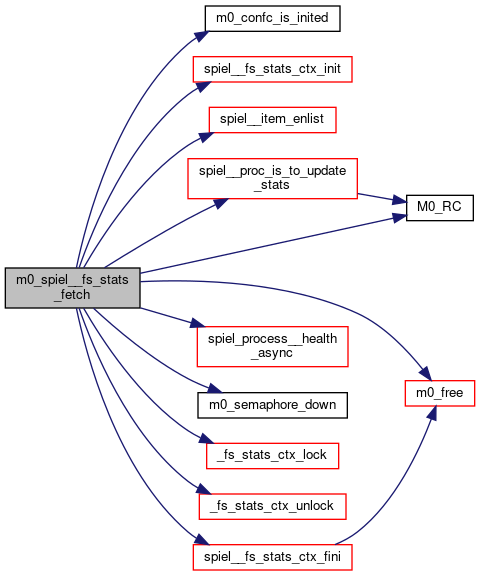 m0_confc_is_inited
spiel__fs_stats_ctx_init
spiel__item_enlist
spiel__proc_is_to_update
_stats
M0_RC
m0_spiel__fs_stats
_fetch
spiel_process__health
_async
m0_free
m0_semaphore_down
_fs_stats_ctx_lock
_fs_stats_ctx_unlock
spiel__fs_stats_ctx_fini